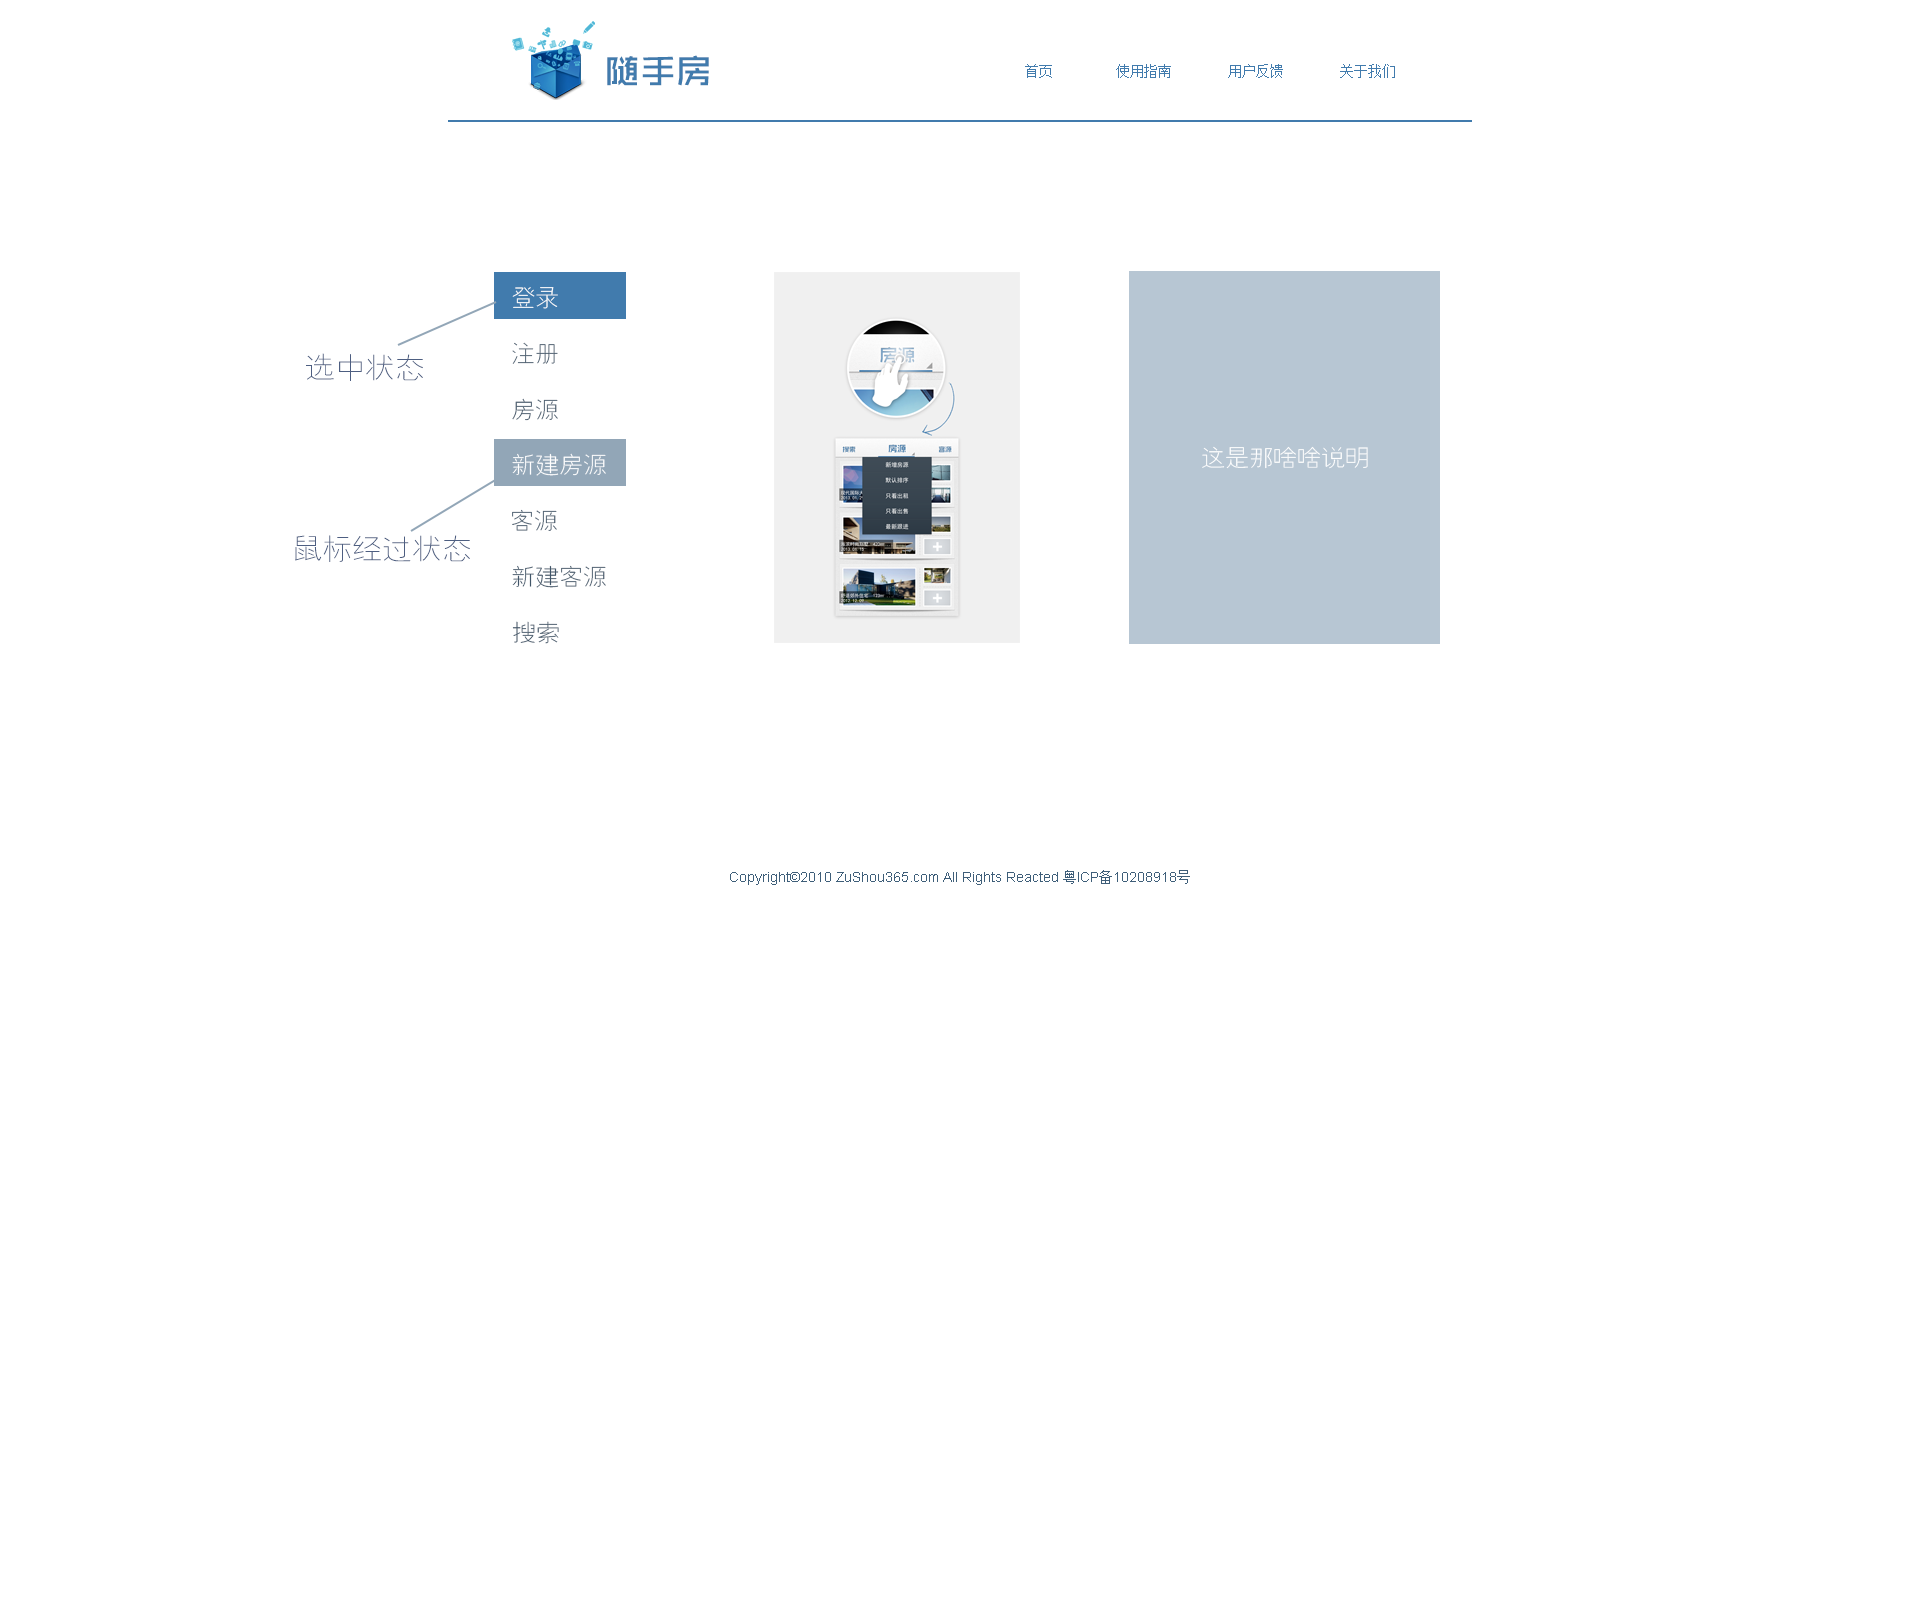 随手房
首页 使用指南 用户反馈 关于我们
登录
注册
房源
新建房源
客源
新建客源
搜索
选中状态
鼠标经过状态
房源
搜索 房源 客源
新增房源
默认排序
只看出租
只看出售
最新跟进
这是那啥啥说明
Copyright©2010 ZuShou365.com All Rights Reacted 粤ICP备10208918号